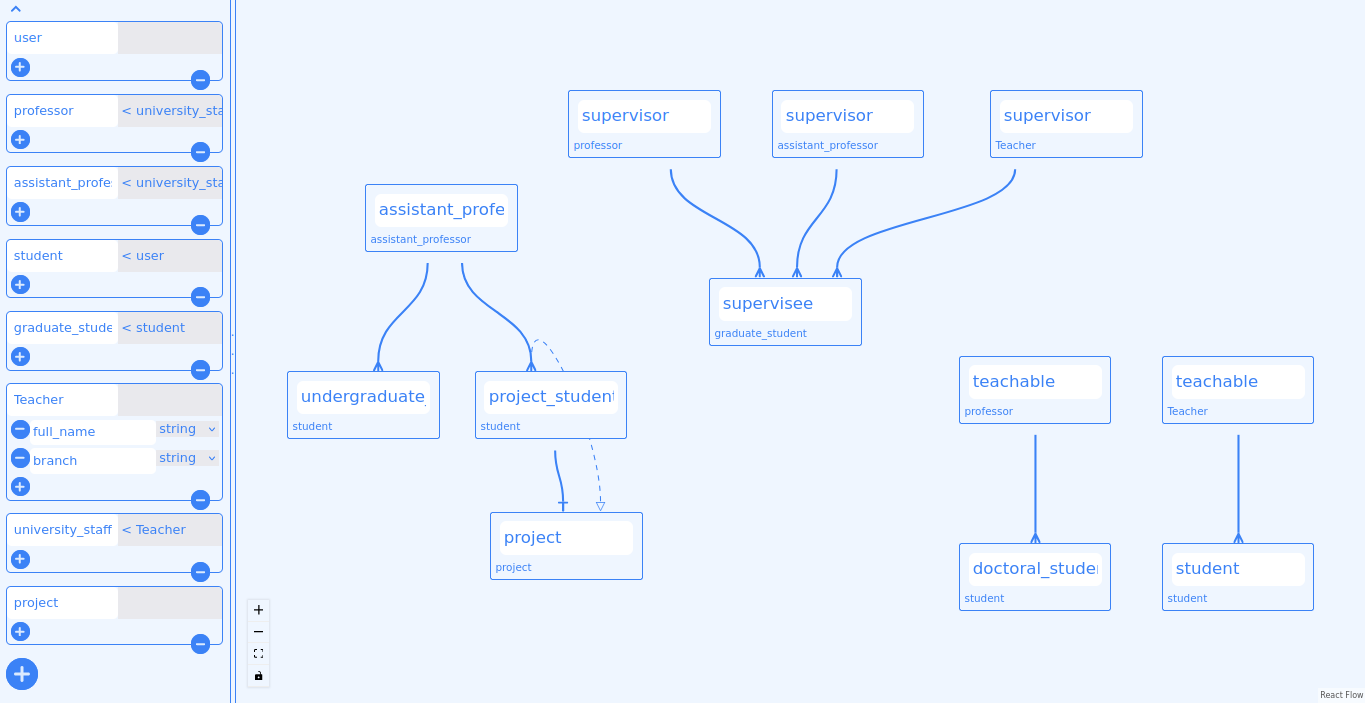 user
professor < university_sta
assistant_profe < university_sta
student < user
graduate_stude < student
Teacher
full_name string
branch string
university_staff < Teacher
project
supervisor
professor
supervisor
assistant_professor
supervisor
Teacher
assistant_profe
assistant_professor
supervisee
graduate_student
undergraduate_
student
project_student
student
project
project
teachable
professor
teachable
Teacher
doctoral_studen
student
student
student
React Flow